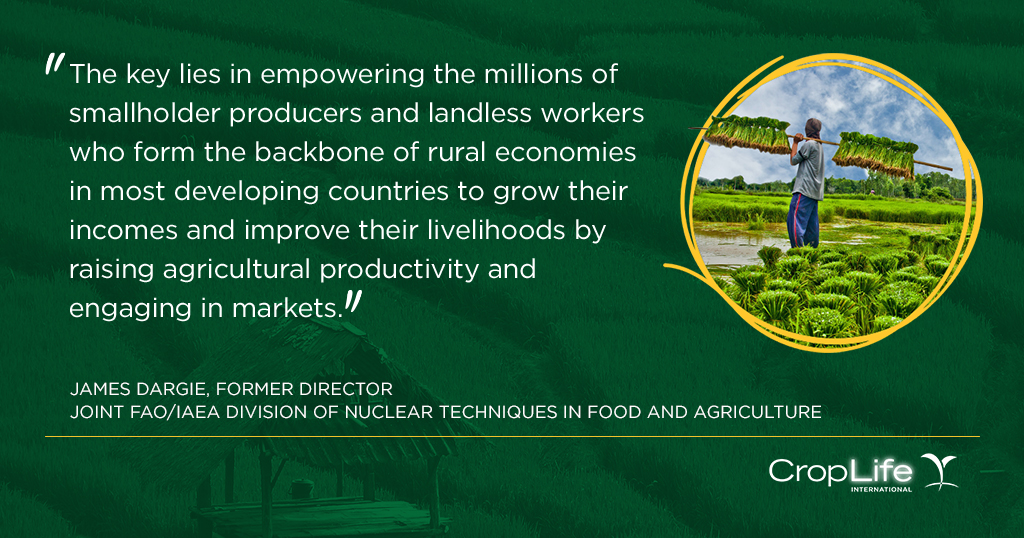 "The key lies in empowering the millions of
smallholder producers and landless workers
who form the backbone of rural economies
in most developing countries to grow their
incomes and improve their livelihoods by
raising agricultural productivity and
engaging in markets."
JAMES DARGIE, FORMER DIRECTOR
JOINT FAO/IAEA DIVISION OF NUCLEAR TECHNIQUES IN FOOD AND AGRICULTURE
CropLife
INTERNATIONAL